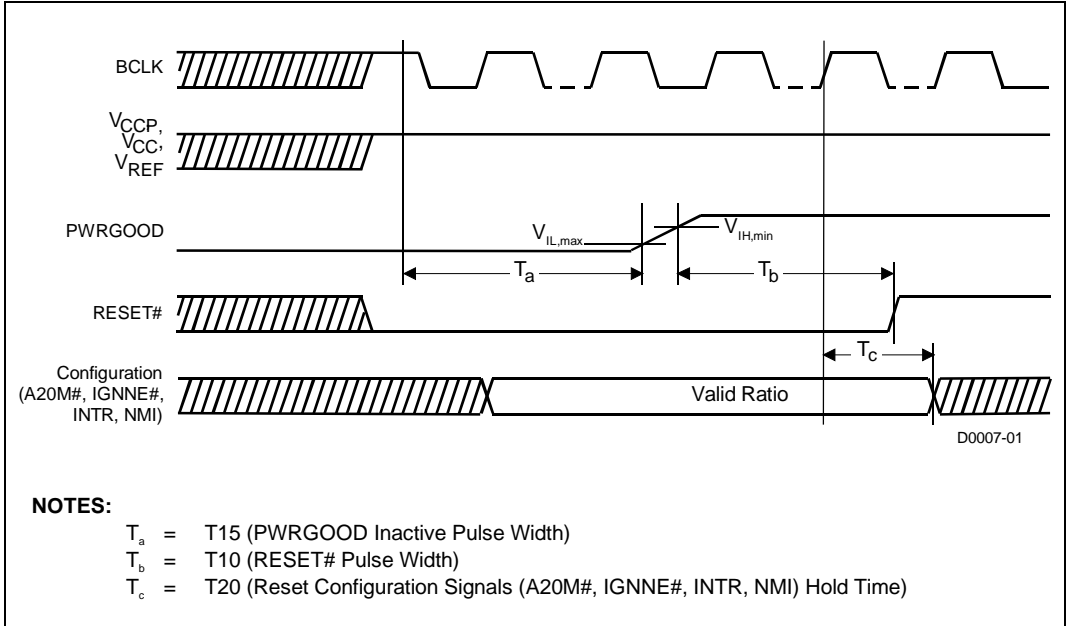 BCLK
VCCP,
VCC,
VREF
PWRGOOD
VIL,max
VIH,min
Ta
Tb
RESET#
Tc
Configuration
(A20M#, IGNNE#,
INTR, NMI)
Valid Ratio
D0007-01
NOTES:
Ta = T15 (PWRGOOD Inactive Pulse Width)
Tb = T10 (RESET# Pulse Width)
Tc = T20 (Reset Configuration Signals (A20M#, IGNNE#, INTR, NMI) Hold Time)